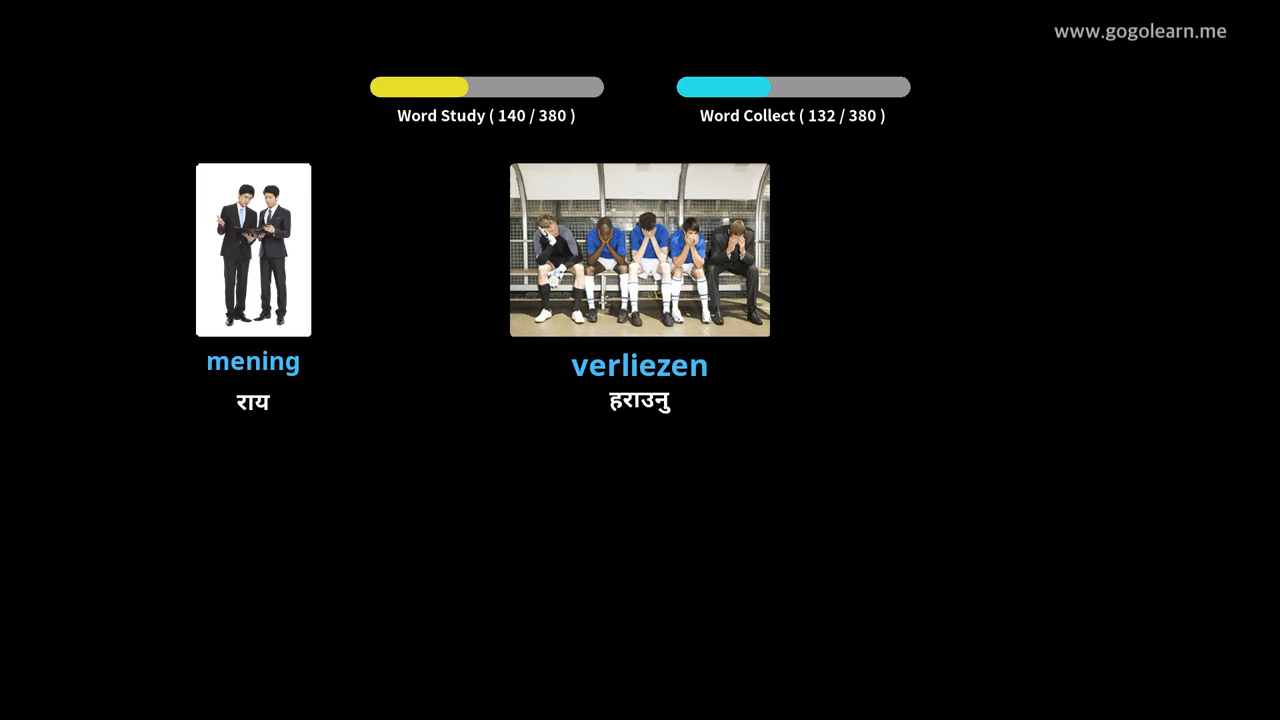 www.gogolearn.me
Word Study ( 140 / 380 )
Word Collect ( 132 / 380 )
mening
राय
verliezen
हराउनु